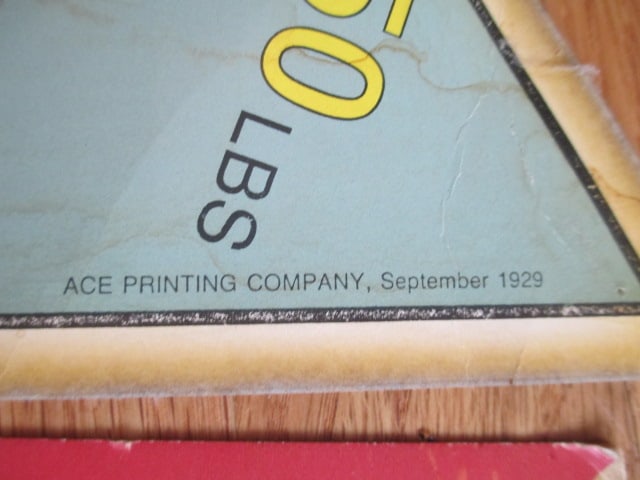 50
LBS
ACE PRINTING COMPANY, September 1929